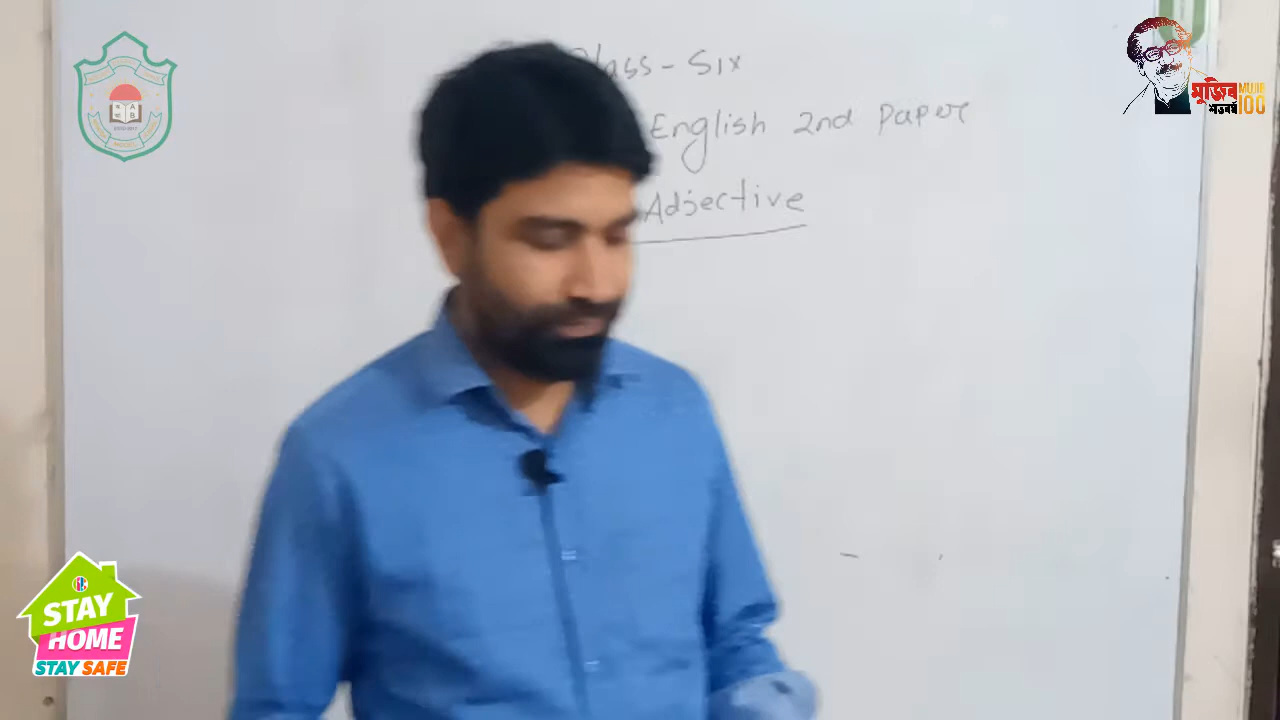 Class - Six
English 2nd Paper
Adjective
মুজিব
শতবর্ষ
MUJIB
100
STAY
HOME
STAY SAFE